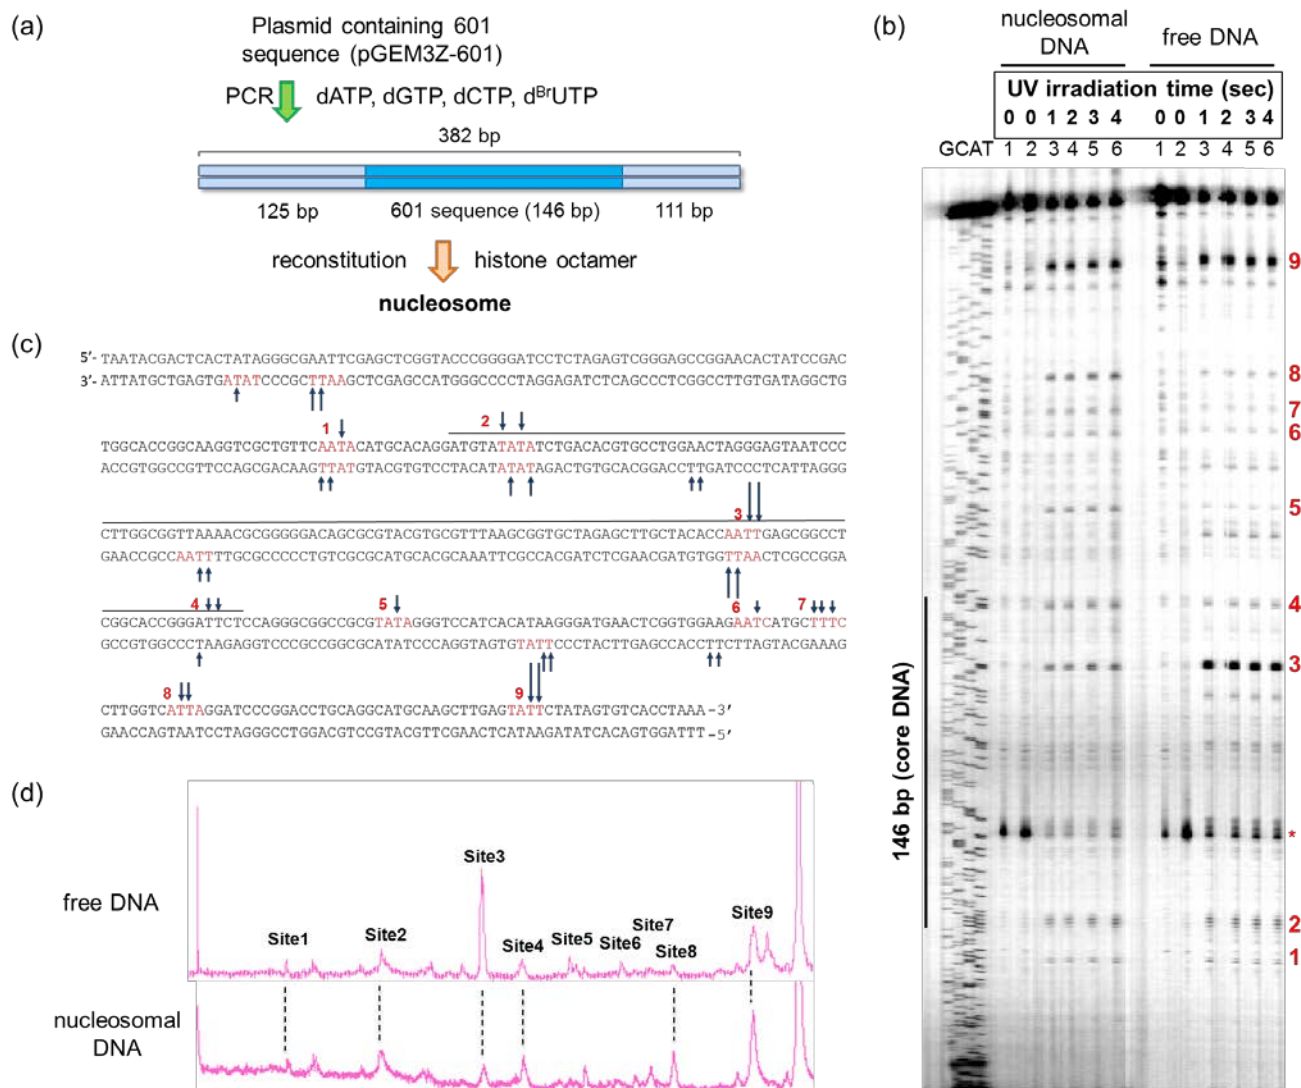 (a)
Plasmid containing 601
sequence (pGEM3Z-601)
PCR dATP, dGTP, dCTP, dBrUTP
382 bp
125 bp 601 sequence (146 bp) 111 bp
reconstitution histone octamer
nucleosome
(b)
nucleosomal DNA free DNA
UV irradiation time (sec)
0 0 1 2 3 4 0 0 1 2 3 4
GCAT 1 2 3 4 5 6 1 2 3 4 5 6
9
8
7
6
5
4
3
*
2
1
146 bp (core DNA)
(c)
5’- TAATACGACTCACTATAGGGCGAATTCGAGCTCGGTACCCGGGGATCCTCTAGAGTCGGGAGCCGGAACACTATCCGAC
3’- ATTATGCTGAGTGATATCCCGCTTAAGCTCGAGCCATGGGCCCCTAGGAGATCTCAGCCCTCGGCCTTGTGATAGGCTG
1 2
TGGCACCGGCAAGGTCGCTGTTCAATACATGCACAGGATGTATATATCTGACACGTGCCTGGAACTAGGGAGTAATCCC
ACCGTGGCCGTTCCAGCGACAAGTTATGTACGTGTCCTACATATATAGACTGTGCACGGACCTTGATCCCTCATTAGGG
3
CTTGGCGGTTAAAACGCGGGGGACAGCGCGTACGTGCGTTTAAGCGGTGCTAGAGCTTGCTACACCAATTGAGCGGCCT
GAACCGCCAATTTTGCGCCCCCTGTCGCGCATGCACGCAAATTCGCCACGATCTCGAACGATGTGGTTAACTCGCCGGA
4 5 6 7
CGGCACCGGGATTCTCCAGGGCGGCCGCGTATAGGGTCCATCACATAAGGGATGAACTCGGTGGAAGAATCATGCTTTC
GCCGTGGCCCTAAGAGGTCCCGCCGGCGCATATCCCAGGTAGTGTATTCCCTACTTGAGCCACCTTCTTAGTACGAAAG
8 9
CTTGGTCATTAGGATCCCGGACCTGCAGGCATGCAAGCTTGAGTATTCTATAGTGTCACCTAAA -3’
GAACCAGTAATCCTAGGGCCTGGACGTCCGTACGTTCGAACTCATAAGATATCACAGTGGATTT -5’
(d)
free DNA
Site1 Site2 Site3 Site4 Site5 Site6 Site7 Site8 Site9
nucleosomal
DNA